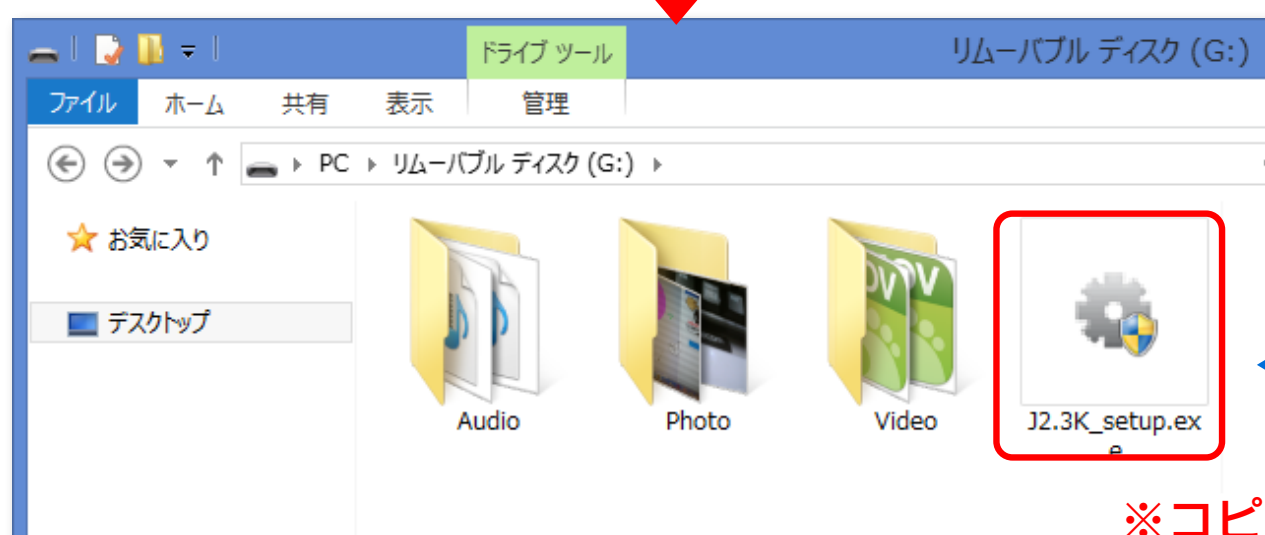 ドライブ ツール
リムーバブル ディスク (G:)
ファイル ホーム 共有 表示 管理
PC リムーバブル ディスク (G:)
お気に入り
デスクトップ
Audio
Photo
Video
J2.3K_setup.ex
e
※コピ